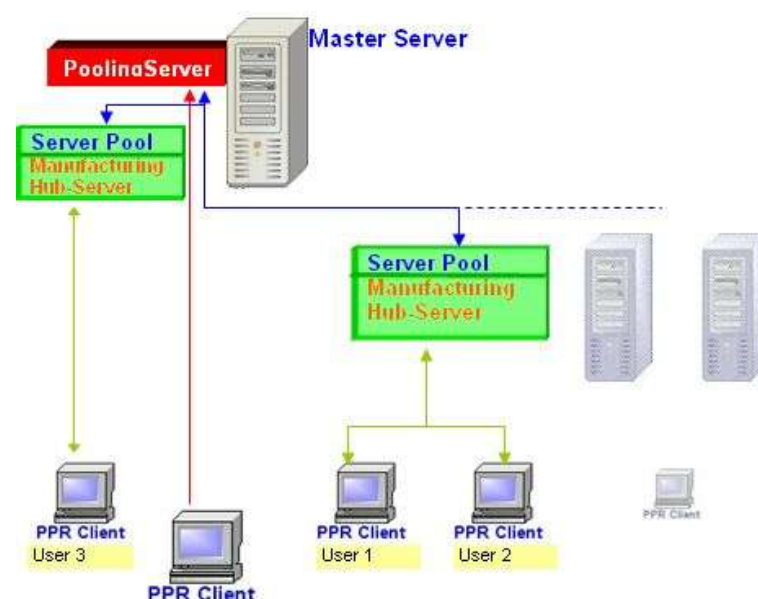 Master Server
PoolingServer
Server Pool
Manufacturing
Hub-Server
Server Pool
Manufacturing
Hub-Server
PPR Client
User 3
PPR Client
User 1
PPR Client
User 2
PPR Client
PPR Client